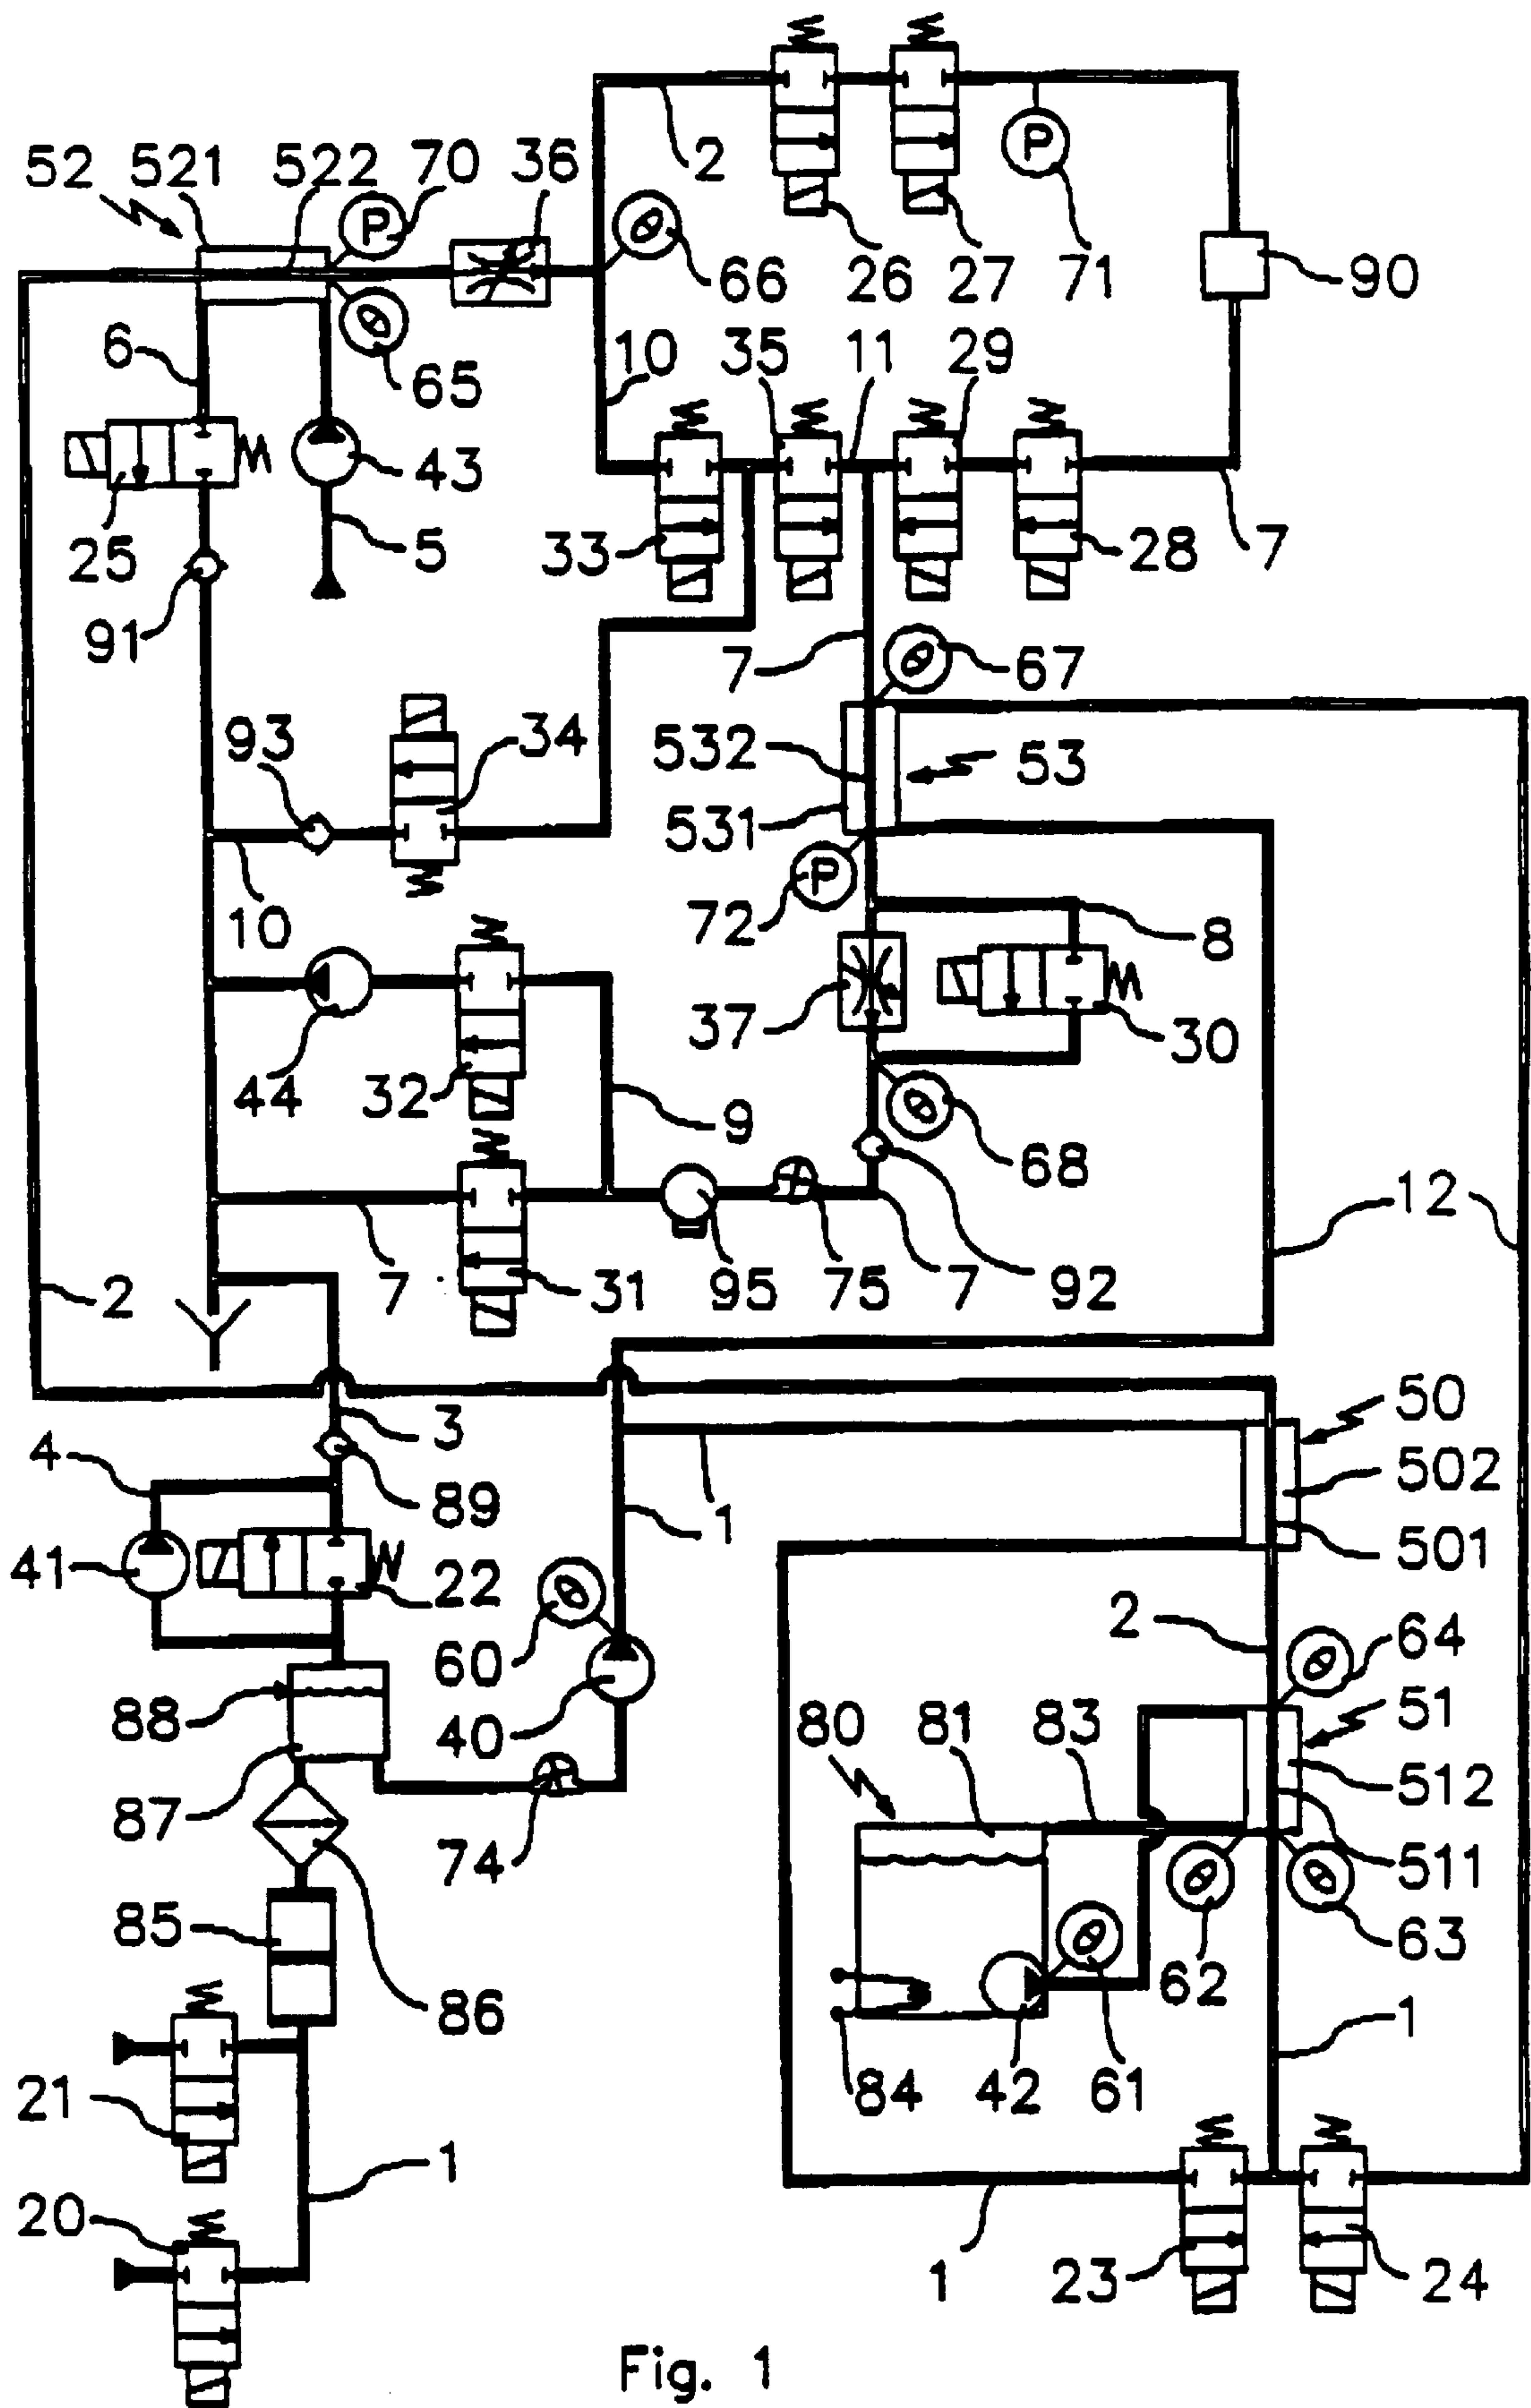 2
52 521 522 70 36
P
66 26 27 71 90
P
6 65 10 35 11 29
43
25 5 33 28 7
91
7 67
93 34 532 53
531
10 72 P 8
37 30
44 32 9
68
12
2 7 31 95 75 7 92
3 50
4 89 502
1 501
41 22
60 2 64
88 40 80 81 83 51
512
87 74 511
85 62 63
86 1
21 84 42 61
1
20
1 23 24
Fig. 1